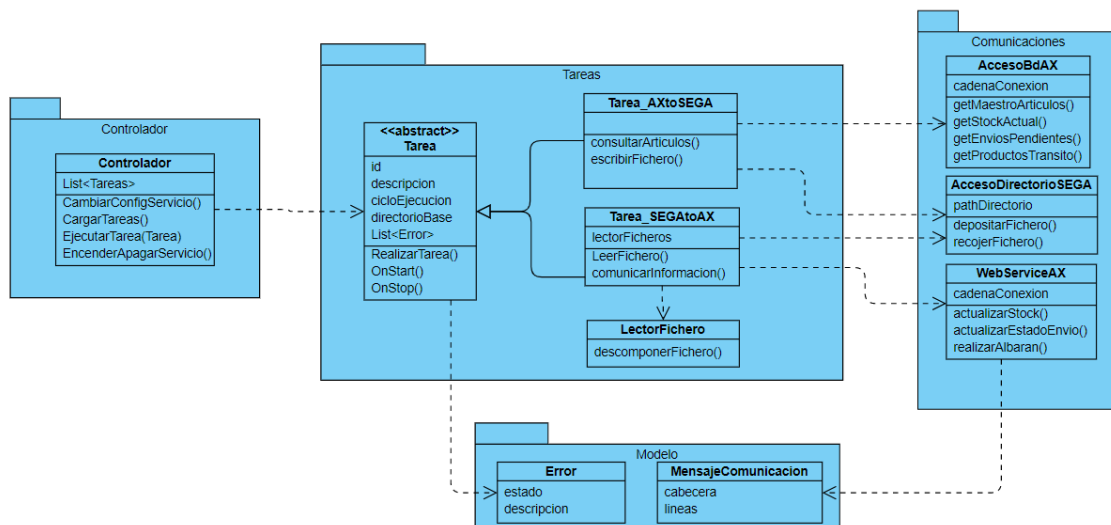 Controlador
Controlador
List<Tareas>
CambiarConfigServicio()
CargarTareas()
EjecutarTarea(Tarea)
EncenderApagarServicio()
Tareas
<<abstract>>
Tarea
id
descripcion
cicloEjecucion
directorioBase
List<Error>
RealizarTarea()
OnStart()
OnStop()
Tarea_AXtoSEGA
consultarArticulos()
escribirFichero()
Tarea_SEGAtoAX
lectorFicheros
LeerFichero()
comunicarInformacion()
LectorFichero
descomponerFichero()
Comunicaciones
AccesoBdAX
cadenaConexion
getMaestroArticulos()
getStockActual()
getEnviosPendientes()
getProductosTransito()
AccesoDirectorioSEGA
pathDirectorio
depositarFichero()
recojerFichero()
WebServiceAX
cadenaConexion
actualizarStock()
actualizarEstadoEnvio()
realizarAlbaran()
Modelo
Error
estado
descripcion
MensajeComunicacion
cabecera
lineas